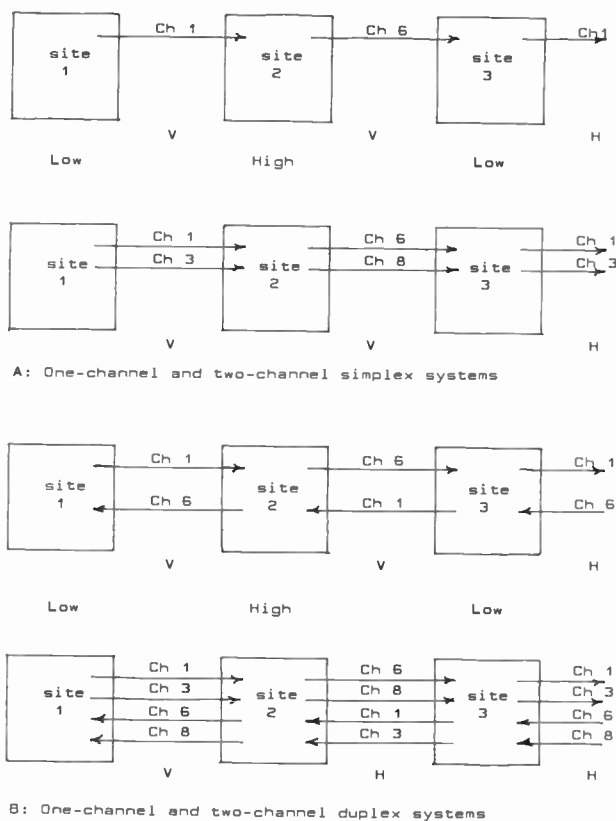 Ch 1 Ch 6 Ch1
site site site
1 2 3
V V H
Low High Low
Ch 1 Ch 6 Ch 1
site Ch 3 site Ch 8 site Ch 3
1 2 3
V V H
A: One-channel and two-channel simplex systems
Ch 1 Ch 6 Ch 1
site site site
1 Ch 6 2 Ch 1 3 Ch 6
V V H
Low High Low
Ch 1 Ch 6 Ch 1
Ch 3 Ch 8 Ch 3
site Ch 6 site Ch 1 site Ch 6
1 Ch 8 2 Ch 3 3 Ch 8
V H H
B: One-channel and two-channel duplex systems